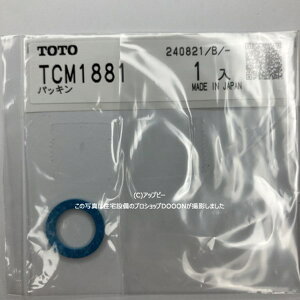 TOTO
240821/B/-
TCM1881
1入
パッキン
MADE IN JAPAN
(C)アップビー
この写真は住宅設備のプロショップDOOONが撮影しました